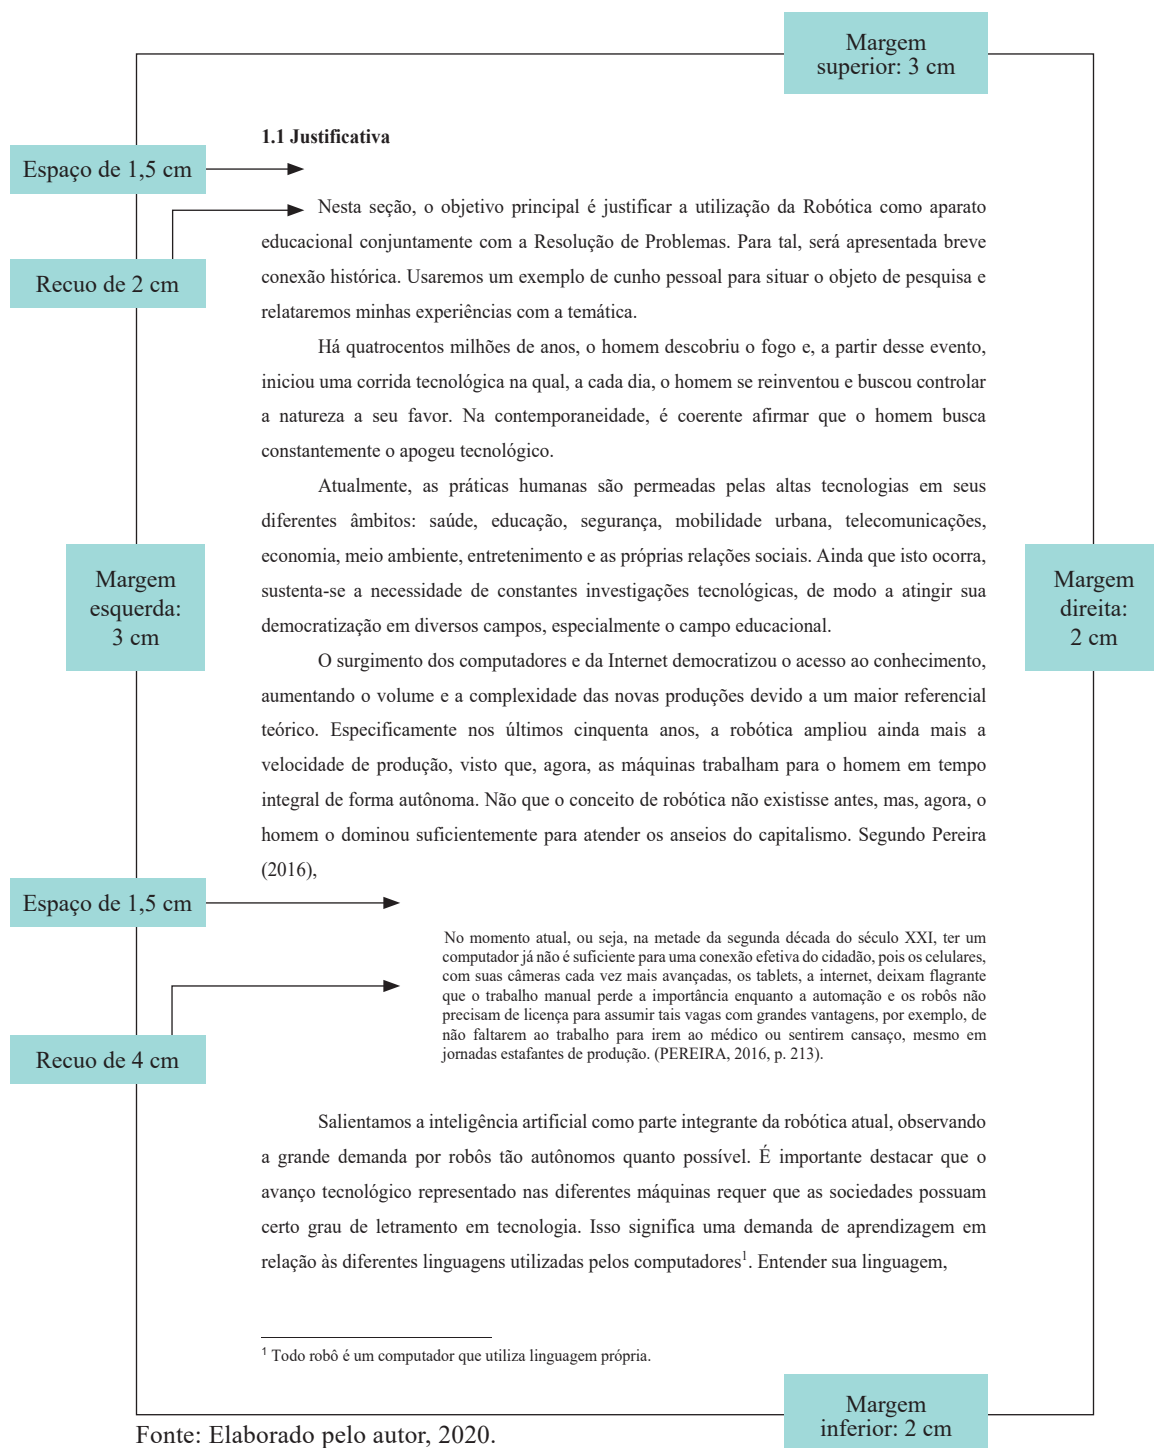 Margem
superior: 3 cm
1.1 Justificativa
Espaço de 1,5 cm
Nesta seção, o objetivo principal é justificar a utilização da Robótica como aparato
educacional conjuntamente com a Resolução de Problemas. Para tal, será apresentada breve
Recuo de 2 cm
conexão histórica. Usaremos um exemplo de cunho pessoal para situar o objeto de pesquisa e
relataremos minhas experiências com a temática.
Há quatrocentos milhões de anos, o homem descobriu o fogo e, a partir desse evento,
iniciou uma corrida tecnológica na qual, a cada dia, o homem se reinventou e buscou controlar
a natureza a seu favor. Na contemporaneidade, é coerente afirmar que o homem busca
constantemente o apogeu tecnológico.
Atualmente, as práticas humanas são permeadas pelas altas tecnologias em seus
diferentes âmbitos: saúde, educação, segurança, mobilidade urbana, telecomunicações,
economia, meio ambiente, entretenimento e as próprias relações sociais. Ainda que isto ocorra,
sustenta-se a necessidade de constantes investigações tecnológicas, de modo a atingir sua
democratização em diversos campos, especialmente o campo educacional.
Margem
esquerda:
3 cm
Margem
direita:
2 cm
O surgimento dos computadores e da Internet democratizou o acesso ao conhecimento,
aumentando o volume e a complexidade das novas produções devido a um maior referencial
teórico. Especificamente nos últimos cinquenta anos, a robótica ampliou ainda mais a
velocidade de produção, visto que, agora, as máquinas trabalham para o homem em tempo
integral de forma autônoma. Não que o conceito de robótica não existisse antes, mas, agora, o
homem o dominou suficientemente para atender os anseios do capitalismo. Segundo Pereira
(2016),
Espaço de 1,5 cm
No momento atual, ou seja, na metade da segunda década do século XXI, ter um
computador já não é suficiente para uma conexão efetiva do cidadão, pois os celulares,
com suas câmeras cada vez mais avançadas, os tablets, a internet, deixam flagrante
que o trabalho manual perde a importância enquanto a automação e os robôs não
precisam de licença para assumir tais vagas com grandes vantagens, por exemplo, de
não faltarem ao trabalho para irem ao médico ou sentirem cansaço, mesmo em
jornadas estafantes de produção. (PEREIRA, 2016, p. 213).
Recuo de 4 cm
Salientamos a inteligência artificial como parte integrante da robótica atual, observando
a grande demanda por robôs tão autônomos quanto possível. É importante destacar que o
avanço tecnológico representado nas diferentes máquinas requer que as sociedades possuam
certo grau de letramento em tecnologia. Isso significa uma demanda de aprendizagem em
relação às diferentes linguagens utilizadas pelos computadores¹. Entender sua linguagem,
¹ Todo robô é um computador que utiliza linguagem própria.
Margem
inferior: 2 cm
Fonte: Elaborado pelo autor, 2020.